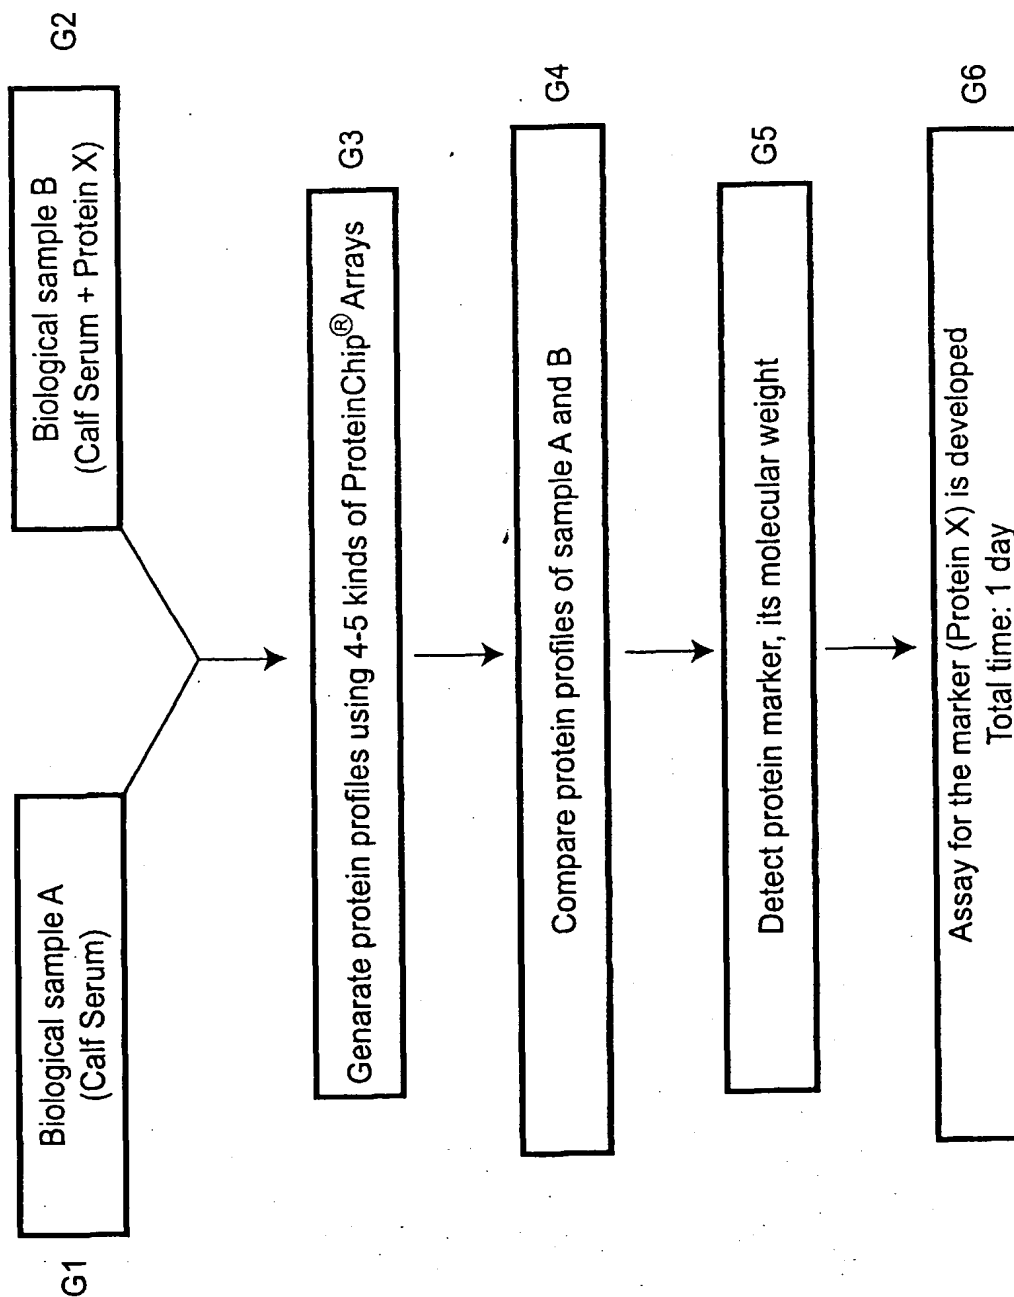 G1
Biological sample A
(Calf Serum)
Biological sample B
(Calf Serum + Protein X)
G2
Genarate protein profiles using 4-5 kinds of ProteinChip® Arrays
G3
Compare protein profiles of sample A and B
G4
Detect protein marker, its molecular weight
G5
Assay for the marker (Protein X) is developed
Total time: 1 day
G6